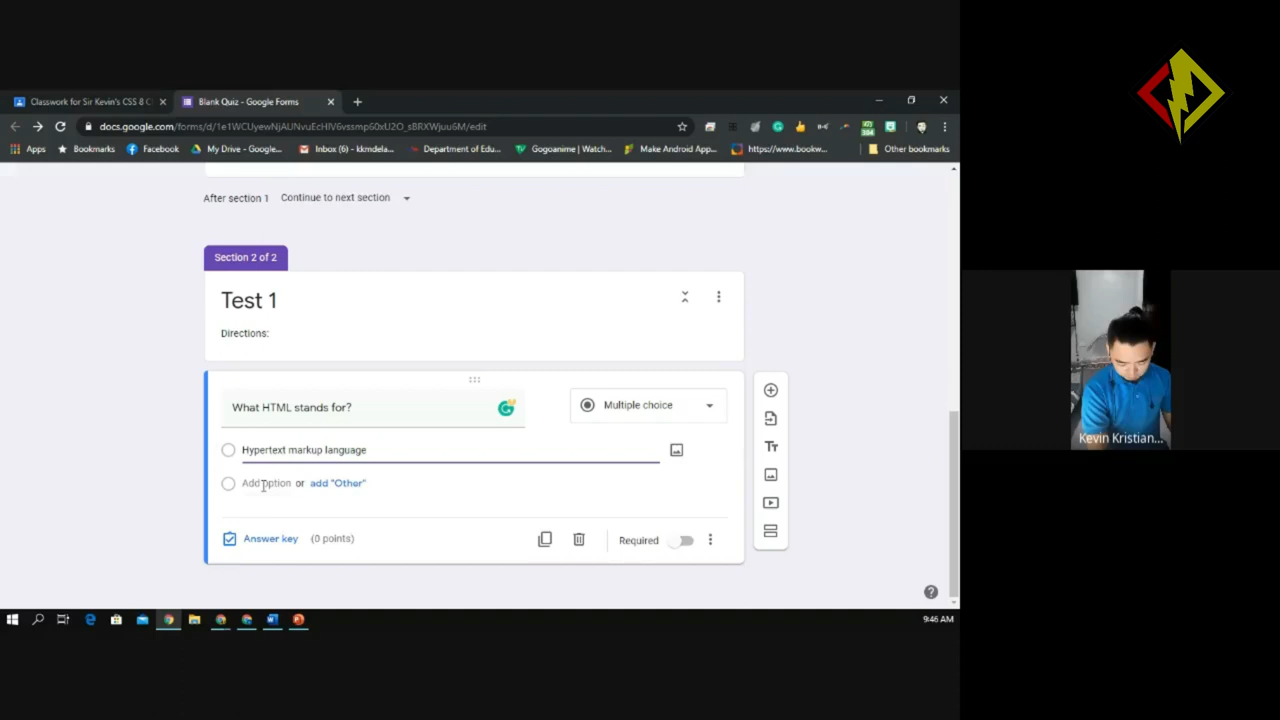 Classwork for Sir Kevin's CSS 8 C
Blank Quiz - Google Forms
docs.google.com/forms/d/1e1WCUyewNjAUNvuEcHlV6vssmp60xU2O_sBRXWjuu6M/edit
Apps
Bookmarks
Facebook
My Drive - Google...
Inbox (6) - kkmdela...
Department of Edu...
Gogoanime | Watch...
Make Android App...
https://www.bookw...
Other bookmarks
After section 1 Continue to next section
Section 2 of 2
Test 1
Directions:
What HTML stands for?
Multiple choice
Hypertext markup language
Add option or add "Other"
Answer key (0 points)
Required
Kevin Kristian...
9:46 AM